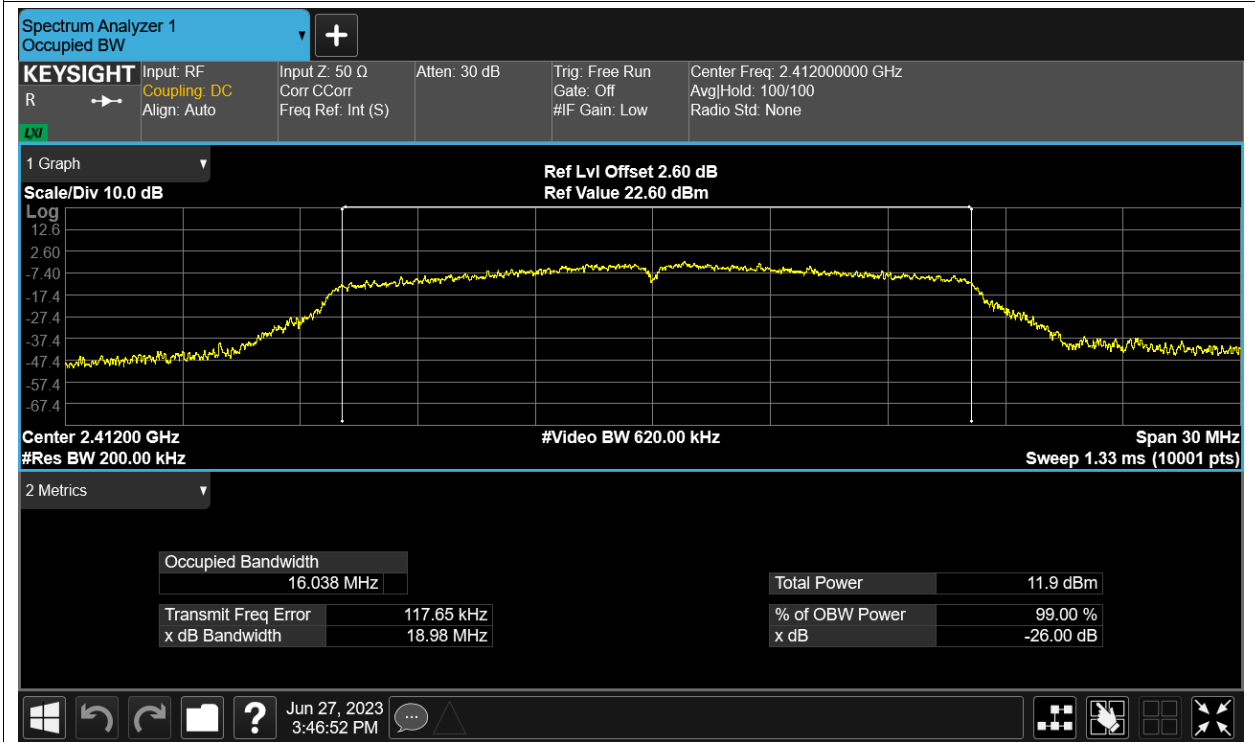 Spectrum Analyzer 1
Occupied BW
KEYSIGHT
R
LXI
Input: RF
Coupling: DC
Align: Auto
Input Z: 50 Ω
Corr CCorr
Freq Ref: Int (S)
Atten: 30 dB
Trig: Free Run
Gate: Off
#IF Gain: Low
Center Freq: 2.412000000 GHz
Avg|Hold: 100/100
Radio Std: None
1 Graph
Scale/Div 10.0 dB
Ref Lvl Offset 2.60 dB
Ref Value 22.60 dBm
Log
12.6
2.60
-7.40
-17.4
-27.4
-37.4
-47.4
-57.4
-67.4
Center 2.41200 GHz
#Res BW 200.00 kHz
#Video BW 620.00 kHz
Span 30 MHz
Sweep 1.33 ms (10001 pts)
2 Metrics
Occupied Bandwidth
16.038 MHz
Transmit Freq Error 117.65 kHz
x dB Bandwidth 18.98 MHz
Total Power 11.9 dBm
% of OBW Power 99.00 %
x dB -26.00 dB
?
Jun 27, 2023
3:46:52 PM